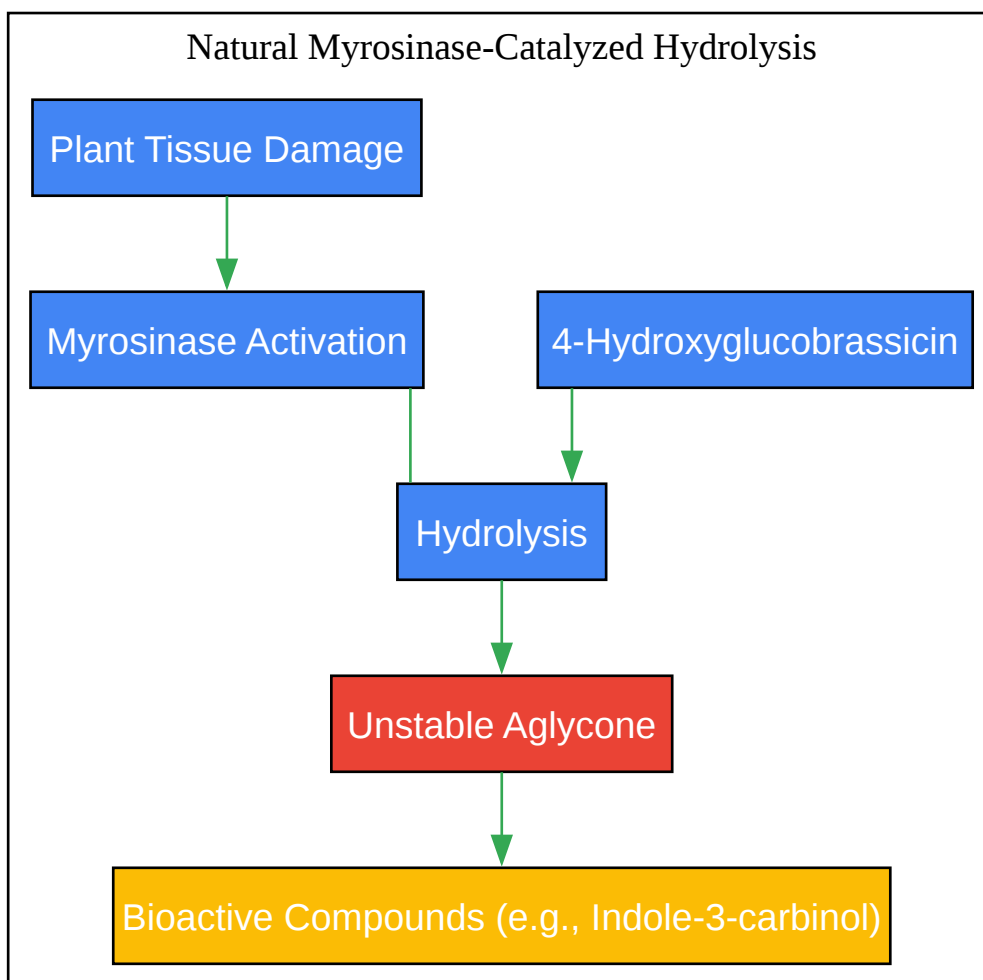 Natural Myrosinase-Catalyzed Hydrolysis
Plant Tissue Damage
Myrosinase Activation
4-Hydroxyglucobrassicin
Hydrolysis
Unstable Aglycone
Bioactive Compounds (e.g., Indole-3-carbinol)